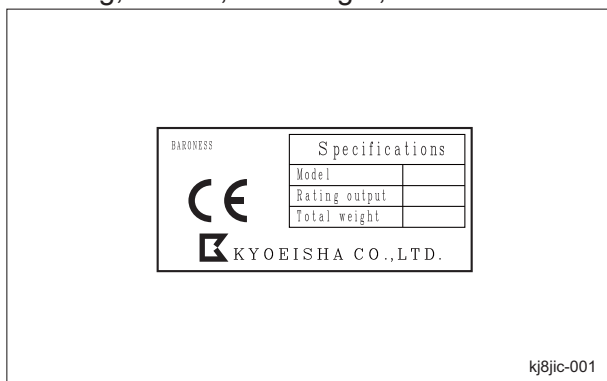 BARONESS
Specifications
Model
Rating output
Total weight
CE
KYOEISHA CO.,LTD.
kj8jic-001